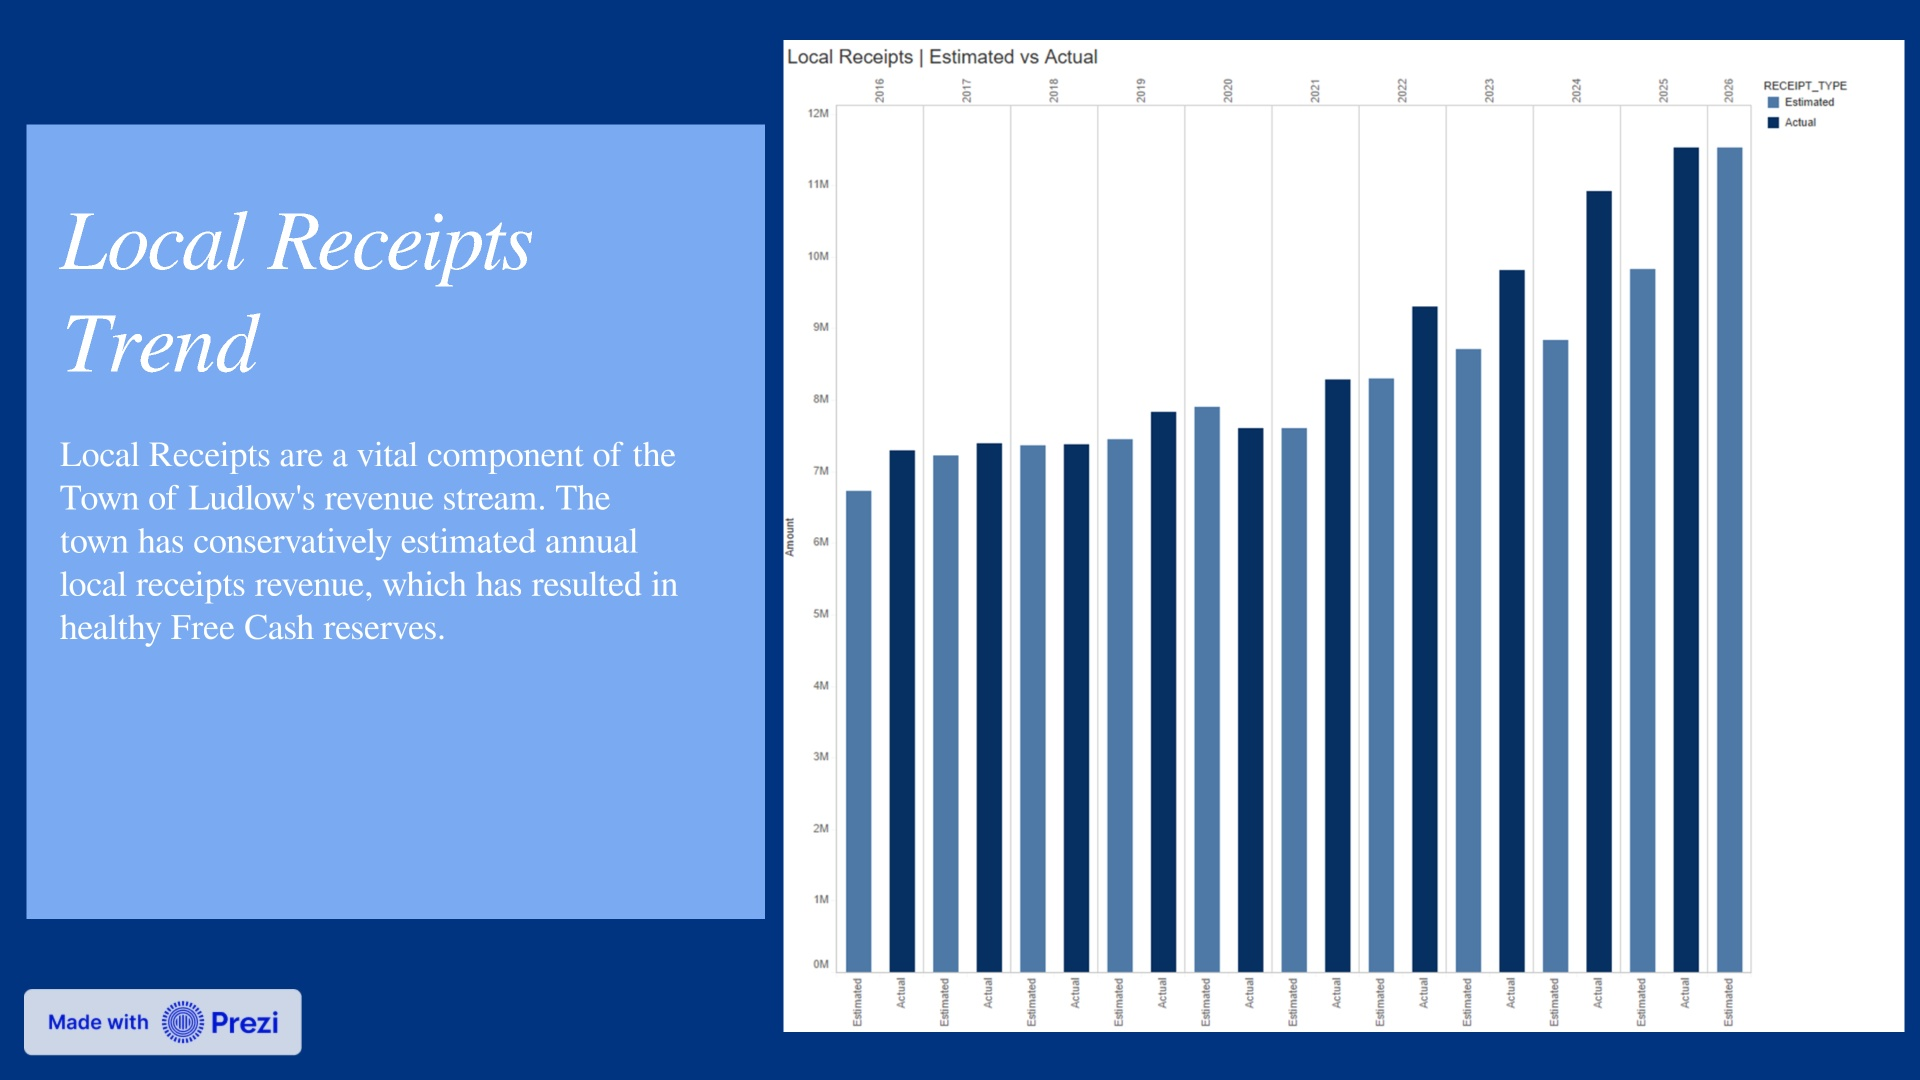 Local Receipts
Trend
Local Receipts are a vital component of the
Town of Ludlow's revenue stream. The
town has conservatively estimated annual
local receipts revenue, which has resulted in
healthy Free Cash reserves.
Made with Prezi
Local Receipts | Estimated vs Actual
2016 2017 2018 2019 2020 2021 2022 2023 2024 2025 2026
12M
11M
10M
9M
8M
7M
6M
5M
4M
3M
2M
1M
0M
Amount
Estimated Actual Estimated Actual Estimated Actual Estimated Actual Estimated Actual Estimated Actual Estimated Actual Estimated Actual Estimated Actual Estimated Actual Estimated
RECEIPT_TYPE
Estimated
Actual